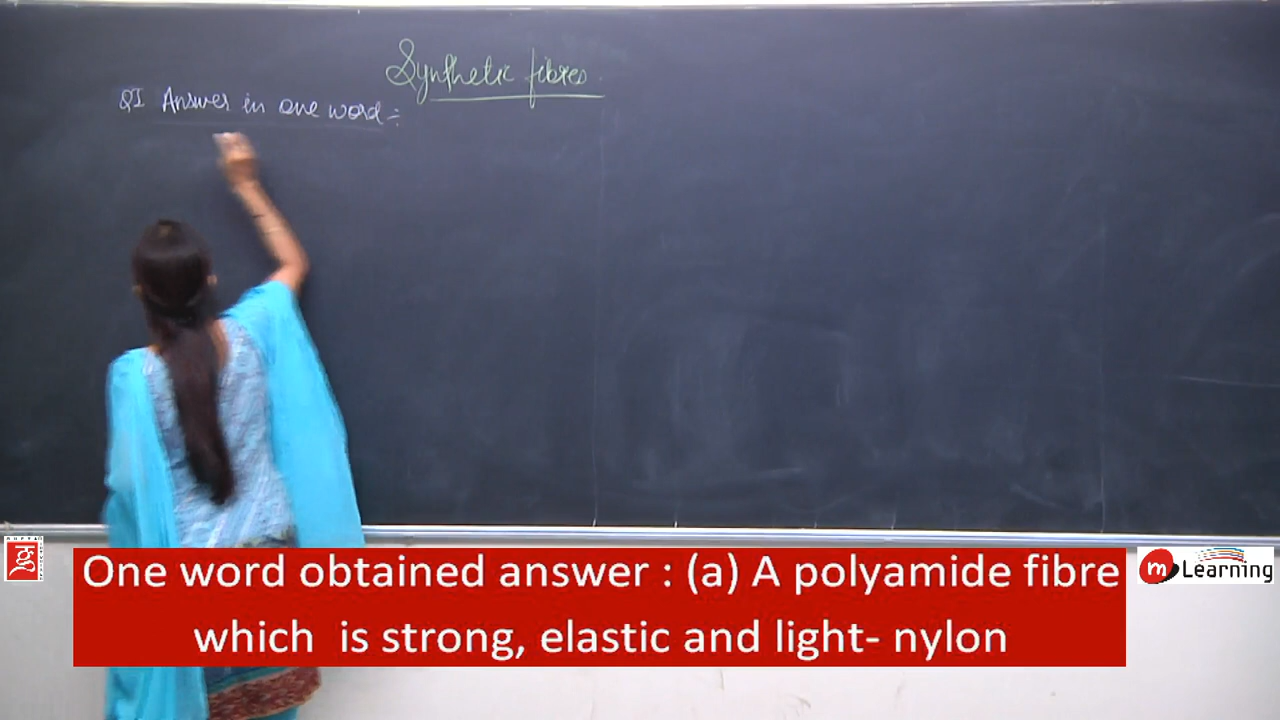 Synthetic fibres
QI Answer in one word:
One word obtained answer : (a) A polyamide fibre
which is strong, elastic and light- nylon
m Learning